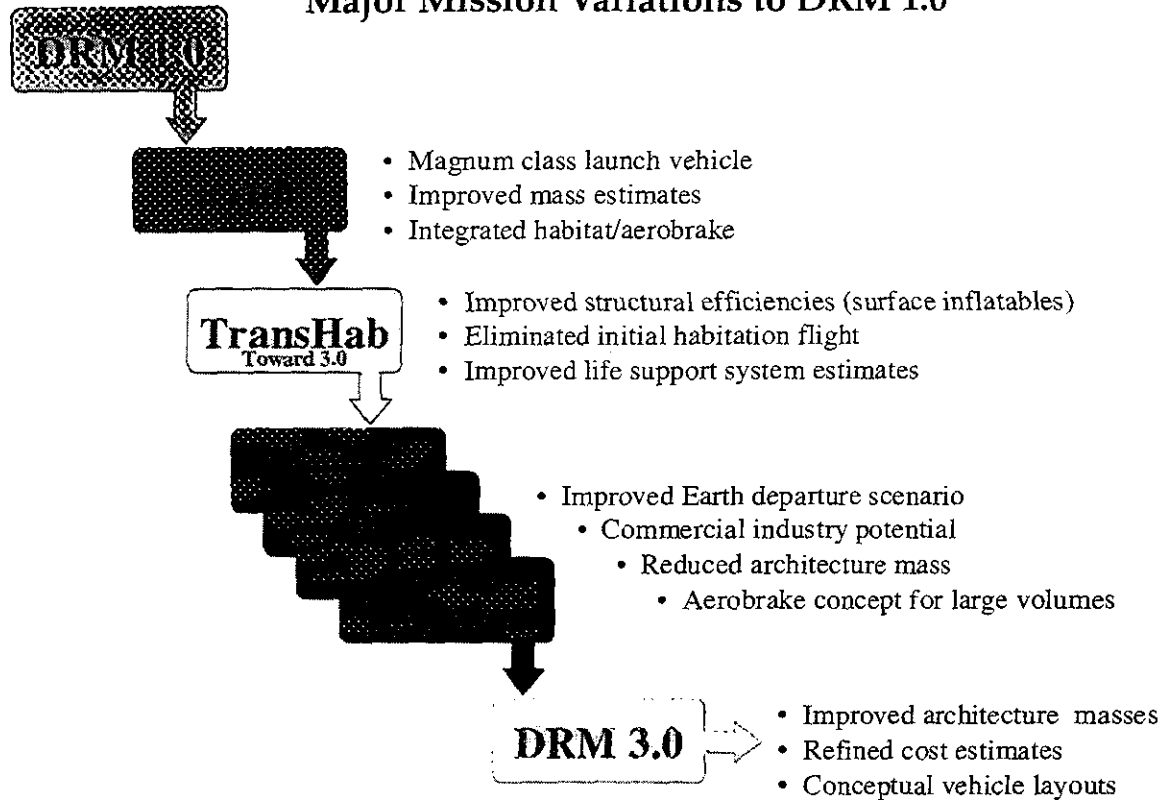 Major Mission Variations to DRM 1.0
DRM 1.0
• Magnum class launch vehicle
• Improved mass estimates
• Integrated habitat/aerobrake
TransHab
Toward 3.0
• Improved structural efficiencies (surface inflatables)
• Eliminated initial habitation flight
• Improved life support system estimates
• Improved Earth departure scenario
• Commercial industry potential
• Reduced architecture mass
• Aerobrake concept for large volumes
DRM 3.0
• Improved architecture masses
• Refined cost estimates
• Conceptual vehicle layouts